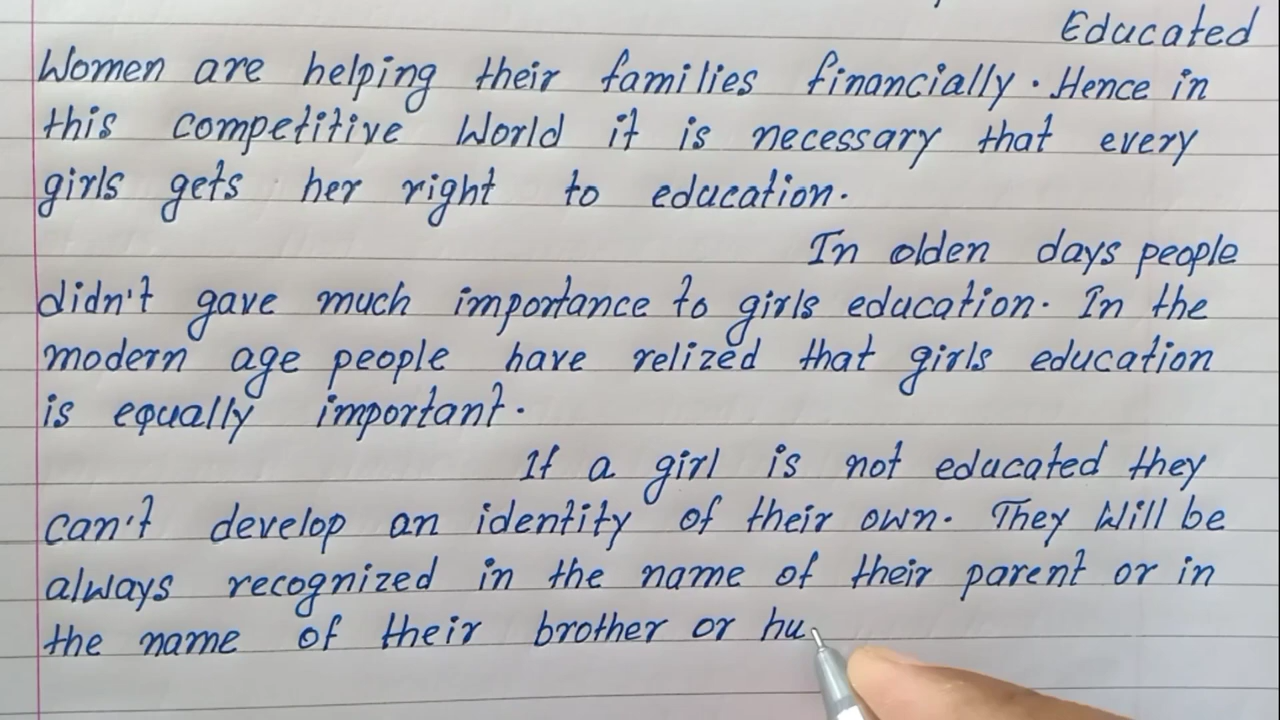 Educated
Women are helping their families financially. Hence in
this competitive World it is necessary that every
girls gets her right to education.
In olden days people
didn't gave much importance to girls education. In the
modern age people have relized that girls education
is equally important.
If a girl is not educated they
can't develop an identity of their own. They Will be
always recognized in the name of their parent or in
the name of their brother or hu